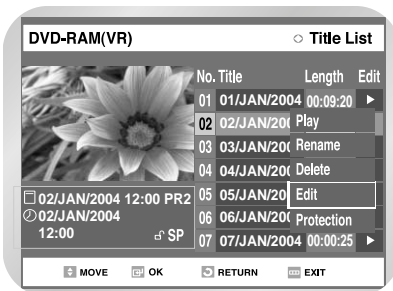 DVD-RAM(VR) Title List
No. Title Length Edit
01 01/JAN/2004 00:09:20
02 02/JAN/200 Play
03 03/JAN/200 Rename
04 04/JAN/200 Delete
05 05/JAN/20 Edit
06 06/JAN/200 Protection
07 07/JAN/2004 00:00:25
02/JAN/2004 12:00 PR2
02/JAN/2004
12:00 SP
MOVE OK RETURN EXIT